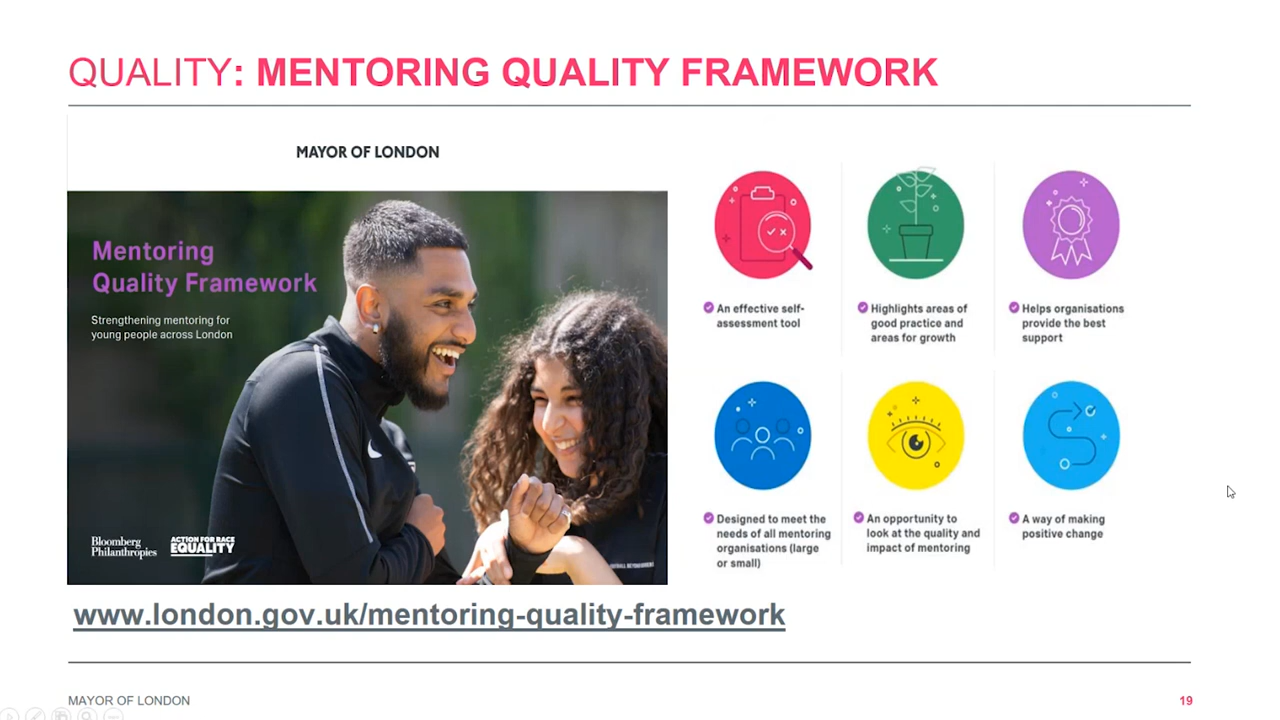 QUALITY: MENTORING QUALITY FRAMEWORK
MAYOR OF LONDON
Mentoring
Quality Framework
Strengthening mentoring for
young people across London
Bloomberg
Philanthropies
ACTION FOR RACE
EQUALITY
An effective self-
assessment tool
Highlights areas of
good practice and
areas for growth
Helps organisations
provide the best
support
Designed to meet the
needs of all mentoring
organisations (large
or small)
An opportunity to
look at the quality and
impact of mentoring
A way of making
positive change
www.london.gov.uk/mentoring-quality-framework
MAYOR OF LONDON
19